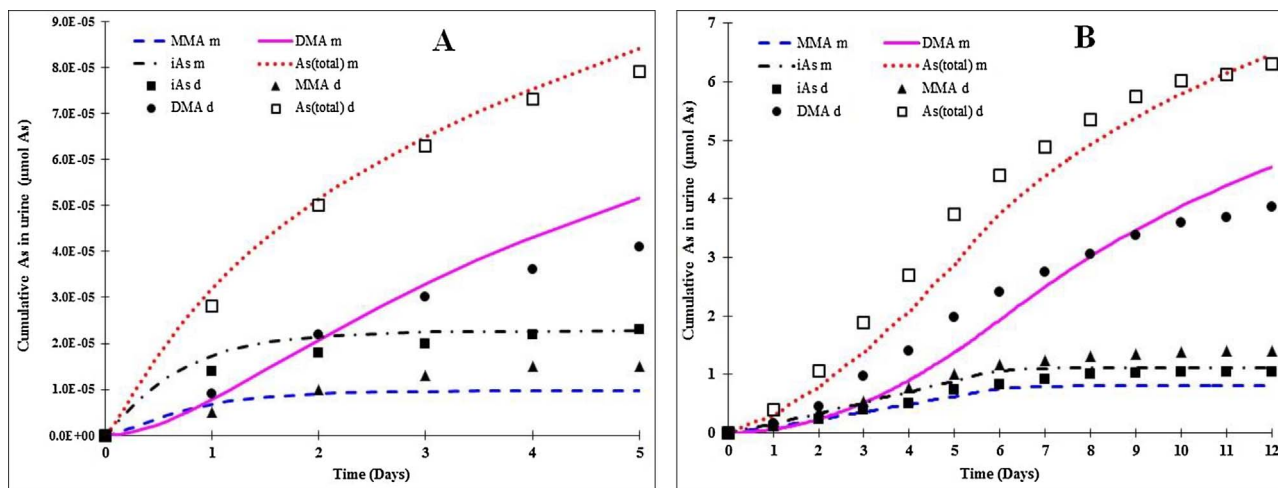 A
9.0E-05
8.0E-05
7.0E-05
6.0E-05
5.0E-05
4.0E-05
3.0E-05
2.0E-05
1.0E-05
0.0E+00
Cumulative As in urine (µmol As)
MMA m
DMA m
iAs m
As(total) m
iAs d
MMA d
DMA d
As(total) d
0 1 2 3 4 5
Time (Days)
B
7
6
5
4
3
2
1
0
Cumulative As in urine (µmol As)
MMA m
DMA m
iAs m
As(total) m
iAs d
MMA d
DMA d
As(total) d
0 1 2 3 4 5 6 7 8 9 10 11 12
Time (Days)